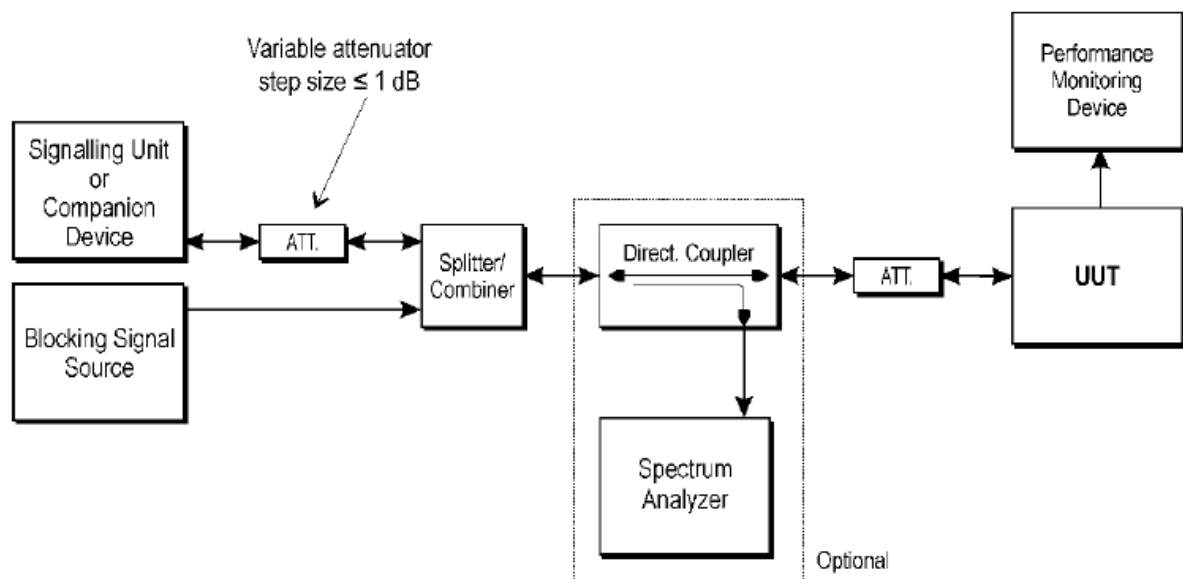 Variable attenuator
step size ≤ 1 dB
Performance
Monitoring
Device
Signalling Unit
or
Companion
Device
ATT.
Splitter/
Combiner
Direct. Coupler
ATT.
UUT
Blocking Signal
Source
Spectrum
Analyzer
Optional